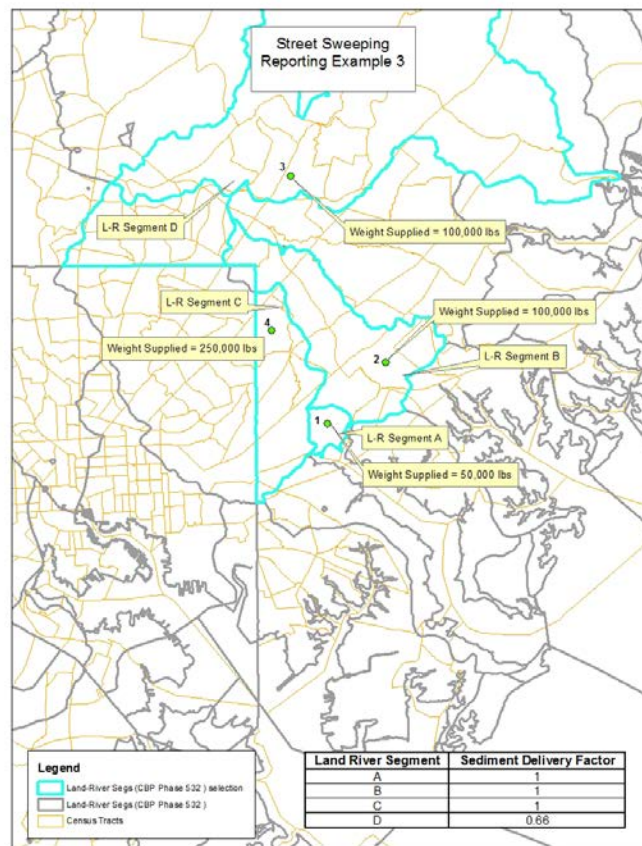 Street Sweeping
Reporting Example 3
3
L-R Segment D
Weight Supplied = 100,000 lbs
L-R Segment C
Weight Supplied = 100,000 lbs
4
Weight Supplied = 250,000 lbs
2
L-R Segment B
1
L-R Segment A
Weight Supplied = 50,000 lbs
Legend
Land-River Segs (CBP Phase 532 ) selection
Land-River Segs (CBP Phase 532 )
Census Tracts
Land River Segment Sediment Delivery Factor
A 1
B 1
C 1
D 0.66